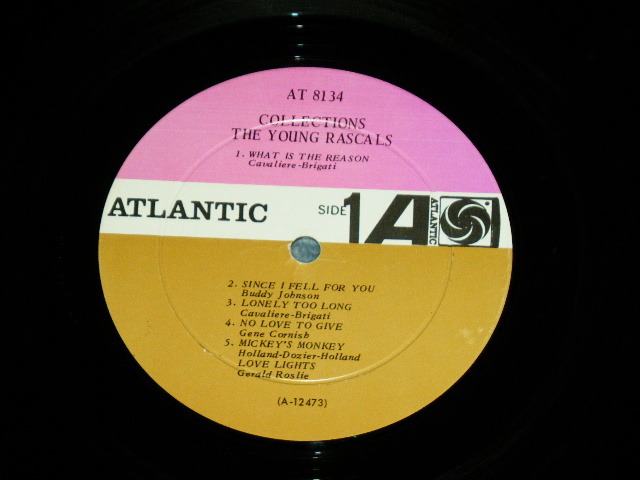 AT 8134
COLLECTIONS
THE YOUNG RASCALS
1. WHAT IS THE REASON
Cavaliere-Brigati
ATLANTIC
SIDE 1
A
ATLANTIC
2. SINCE I FELL FOR YOU
Buddy Johnson
3. LONELY TOO LONG
Cavaliere-Brigati
4. NO LOVE TO GIVE
Gene Cornish
5. MICKEY'S MONKEY
Holland-Dozier-Holland
LOVE LIGHTS
Gerald Roslie
(A-12473)